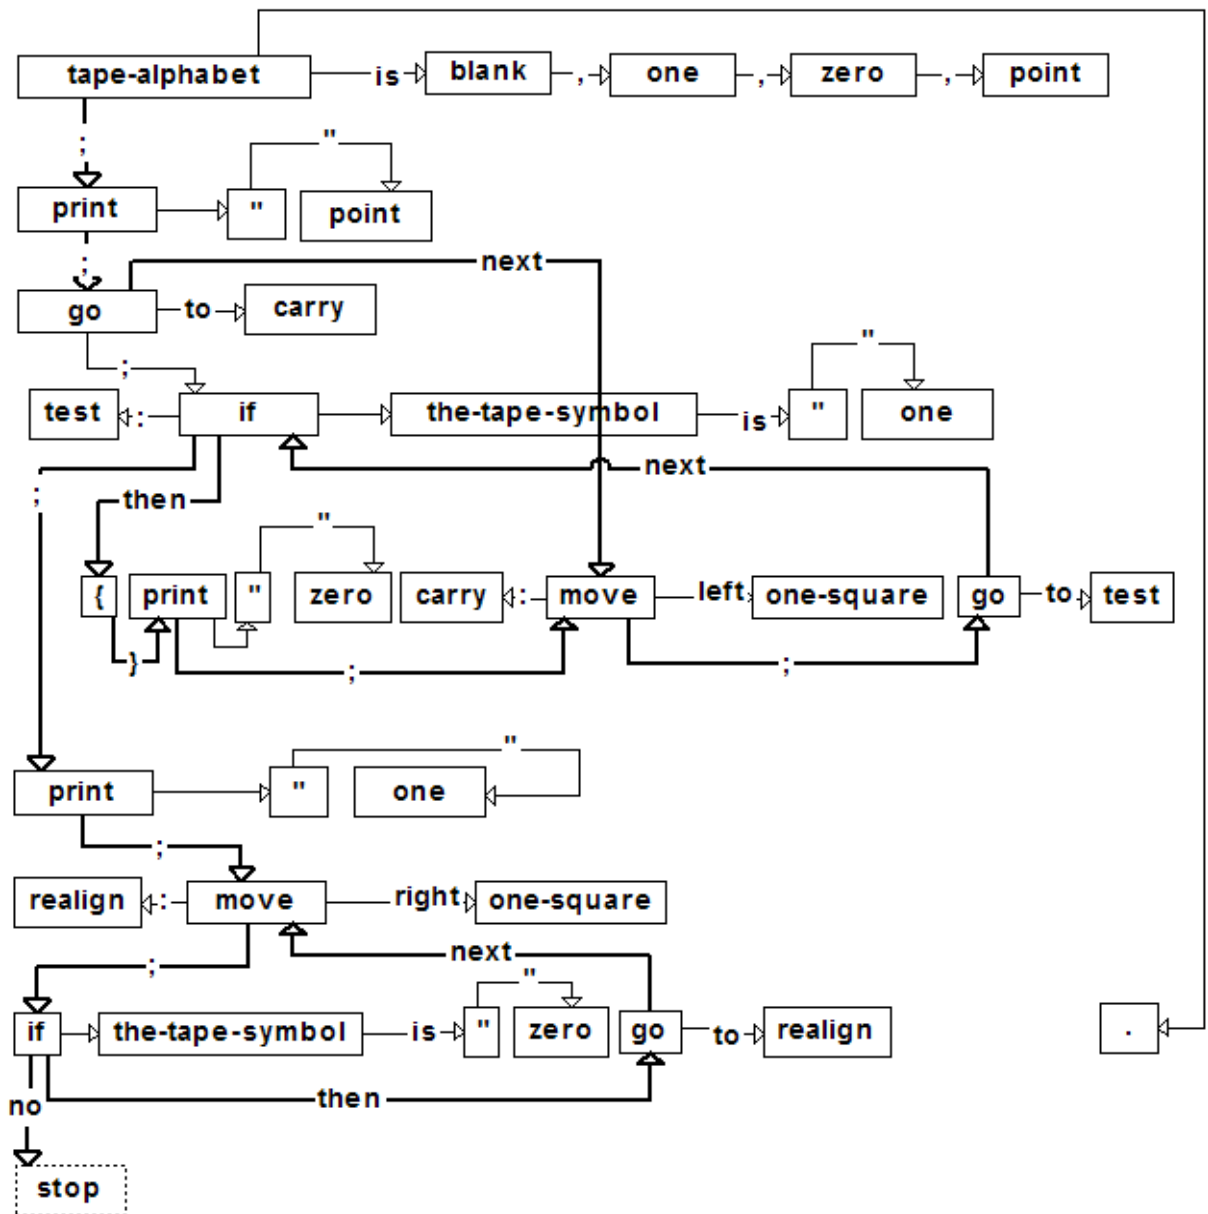 tape-alphabet is blank , one , zero , point
;
"
print " point
;
next
go to carry
"
;
test : if the-tape-symbol is " one
next
; then
"
{ print " zero carry : move left one-square go to test
} ; ;
"
print " one
;
realign : move right one-square
next
; "
if the-tape-symbol is " zero go to realign .
then
no
stop